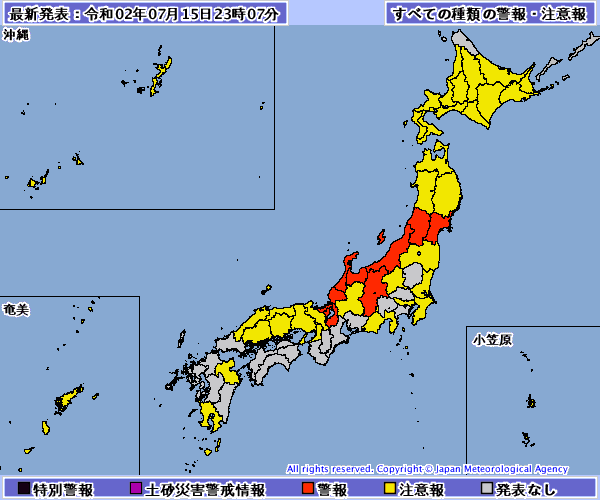 最新発表：令和02年07月15日23時07分
すべての種類の警報・注意報
沖縄
奄美
小笠原
All rights reserved. Copyright © Japan Meteorological Agency
特別警報
土砂災害警戒情報
警報
注意報
発表なし